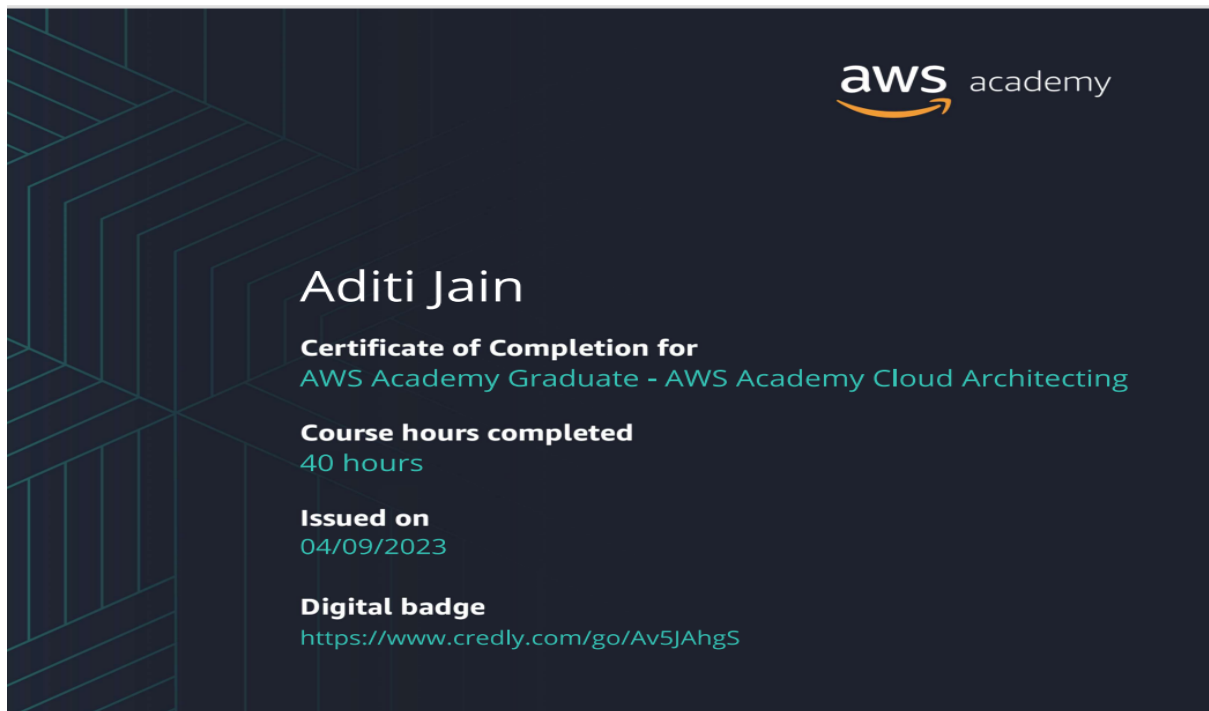 aws academy
Aditi Jain
Certificate of Completion for
AWS Academy Graduate - AWS Academy Cloud Architecting
Course hours completed
40 hours
Issued on
04/09/2023
Digital badge
https://www.credly.com/go/Av5JAhgS